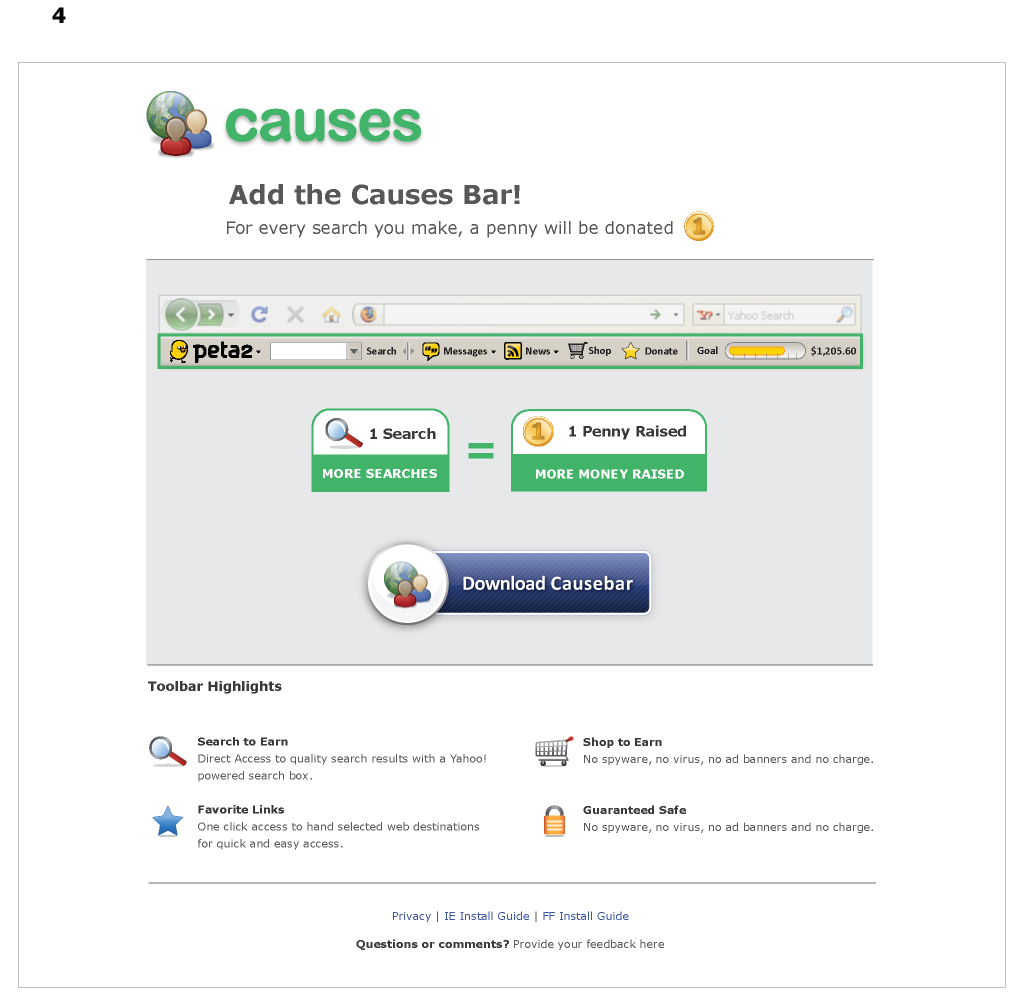 4
causes
Add the Causes Bar!
For every search you make, a penny will be donated 1
Y! Yahoo Search
peta2 Search Messages News Shop Donate Goal $1,205.60
1 Search = 1 1 Penny Raised
MORE SEARCHES MORE MONEY RAISED
Download Causebar
Toolbar Highlights
Search to Earn
Direct Access to quality search results with a Yahoo!
powered search box.
Shop to Earn
No spyware, no virus, no ad banners and no charge.
Favorite Links
One click access to hand selected web destinations
for quick and easy access.
Guaranteed Safe
No spyware, no virus, no ad banners and no charge.
Privacy | IE Install Guide | FF Install Guide
Questions or comments? Provide your feedback here